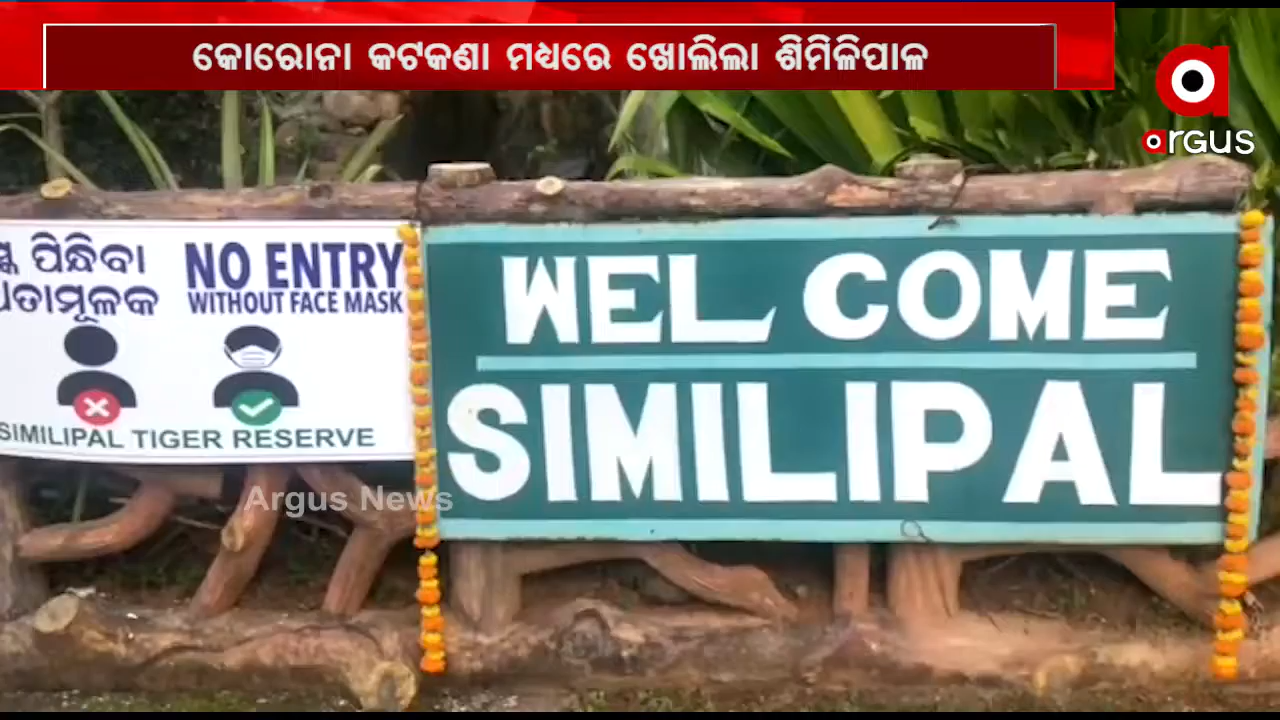 କୋରୋନା କଟକଣା ମଧ୍ୟରେ ଖୋଲିଲା ଶିମିଳିପାଳ
argus
ପିନ୍ଧିବା
NO ENTRY
WITHOUT FACE MASK
SIMILIPAL TIGER RESERVE
WEL COME
SIMILIPAL
Argus News